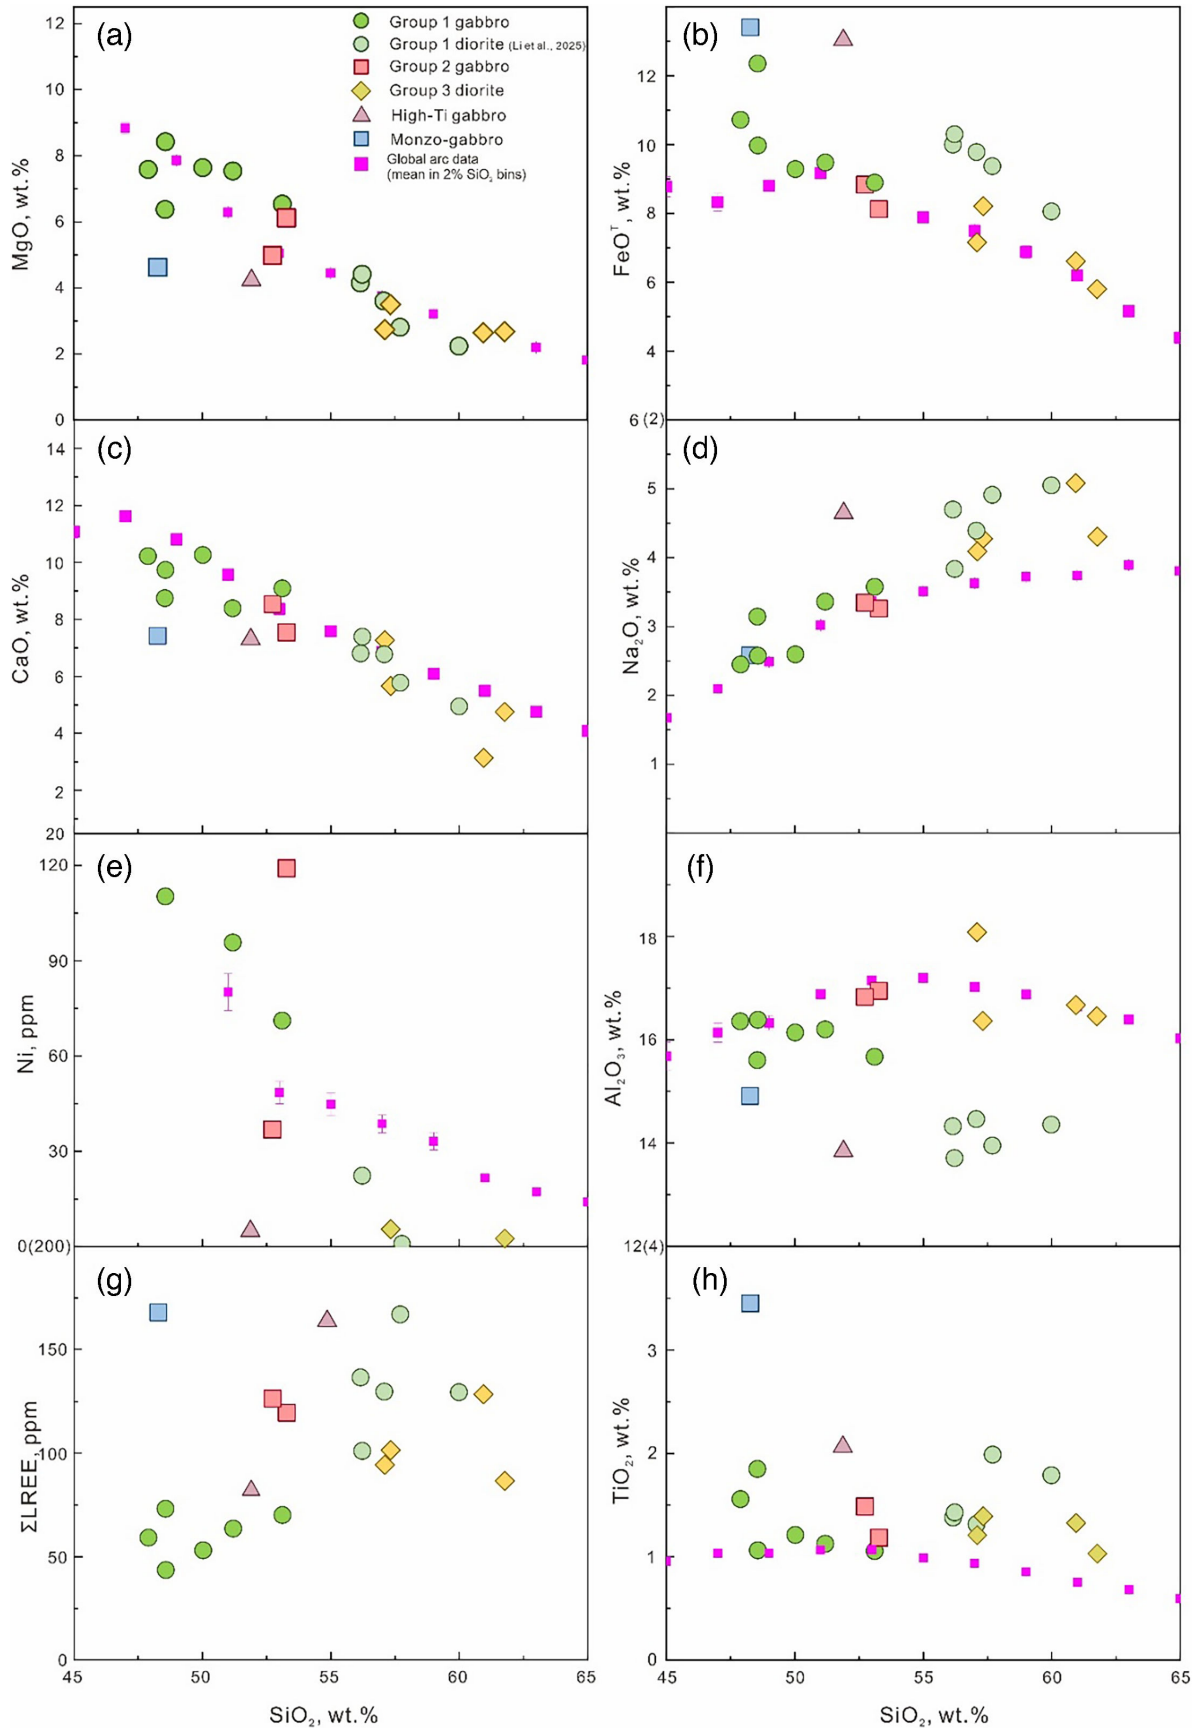 (a)
Group 1 gabbro
Group 1 diorite (Li et al., 2025)
Group 2 gabbro
Group 3 diorite
High-Ti gabbro
Monzo-gabbro
Global arc data
(mean in 2% SiO₂ bins)
MgO, wt.%
12
10
8
6
4
2
0
(b)
FeOᵀ, wt.%
12
10
8
6
4
6 (2)
(c)
CaO, wt.%
14
12
10
8
6
4
2
20
(d)
Na₂O, wt.%
5
4
3
2
1
(e)
Ni, ppm
120
90
60
30
0(200)
(f)
Al₂O₃, wt.%
18
16
14
12(4)
(g)
ΣLREE, ppm
150
100
50
0
45
50
55
60
65
SiO₂, wt.%
(h)
TiO₂, wt.%
3
2
1
0
45
50
55
60
65
SiO₂, wt.%